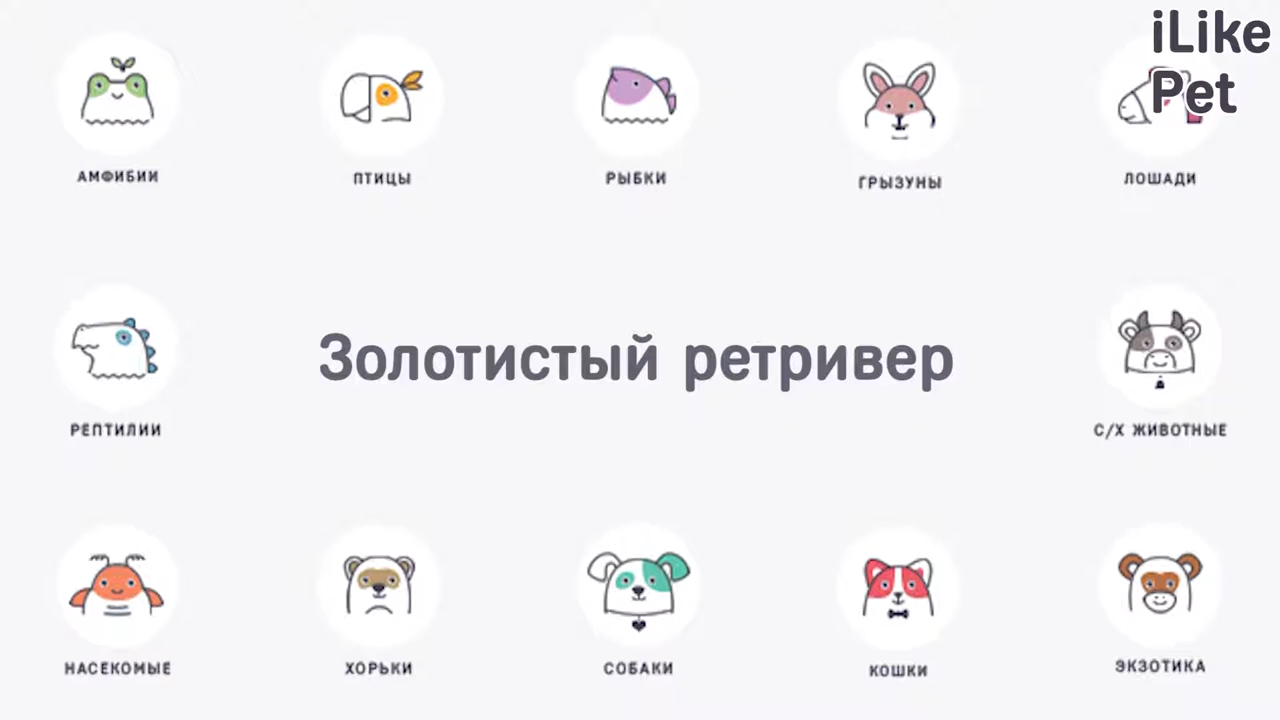 iLike
Pet
АМФИБИИ
ПТИЦЫ
РЫБКИ
ГРЫЗУНЫ
ЛОШАДИ
РЕПТИЛИИ
Золотистый ретривер
С/Х ЖИВОТНЫЕ
НАСЕКОМЫЕ
ХОРЬКИ
СОБАКИ
КОШКИ
ЭКЗОТИКА